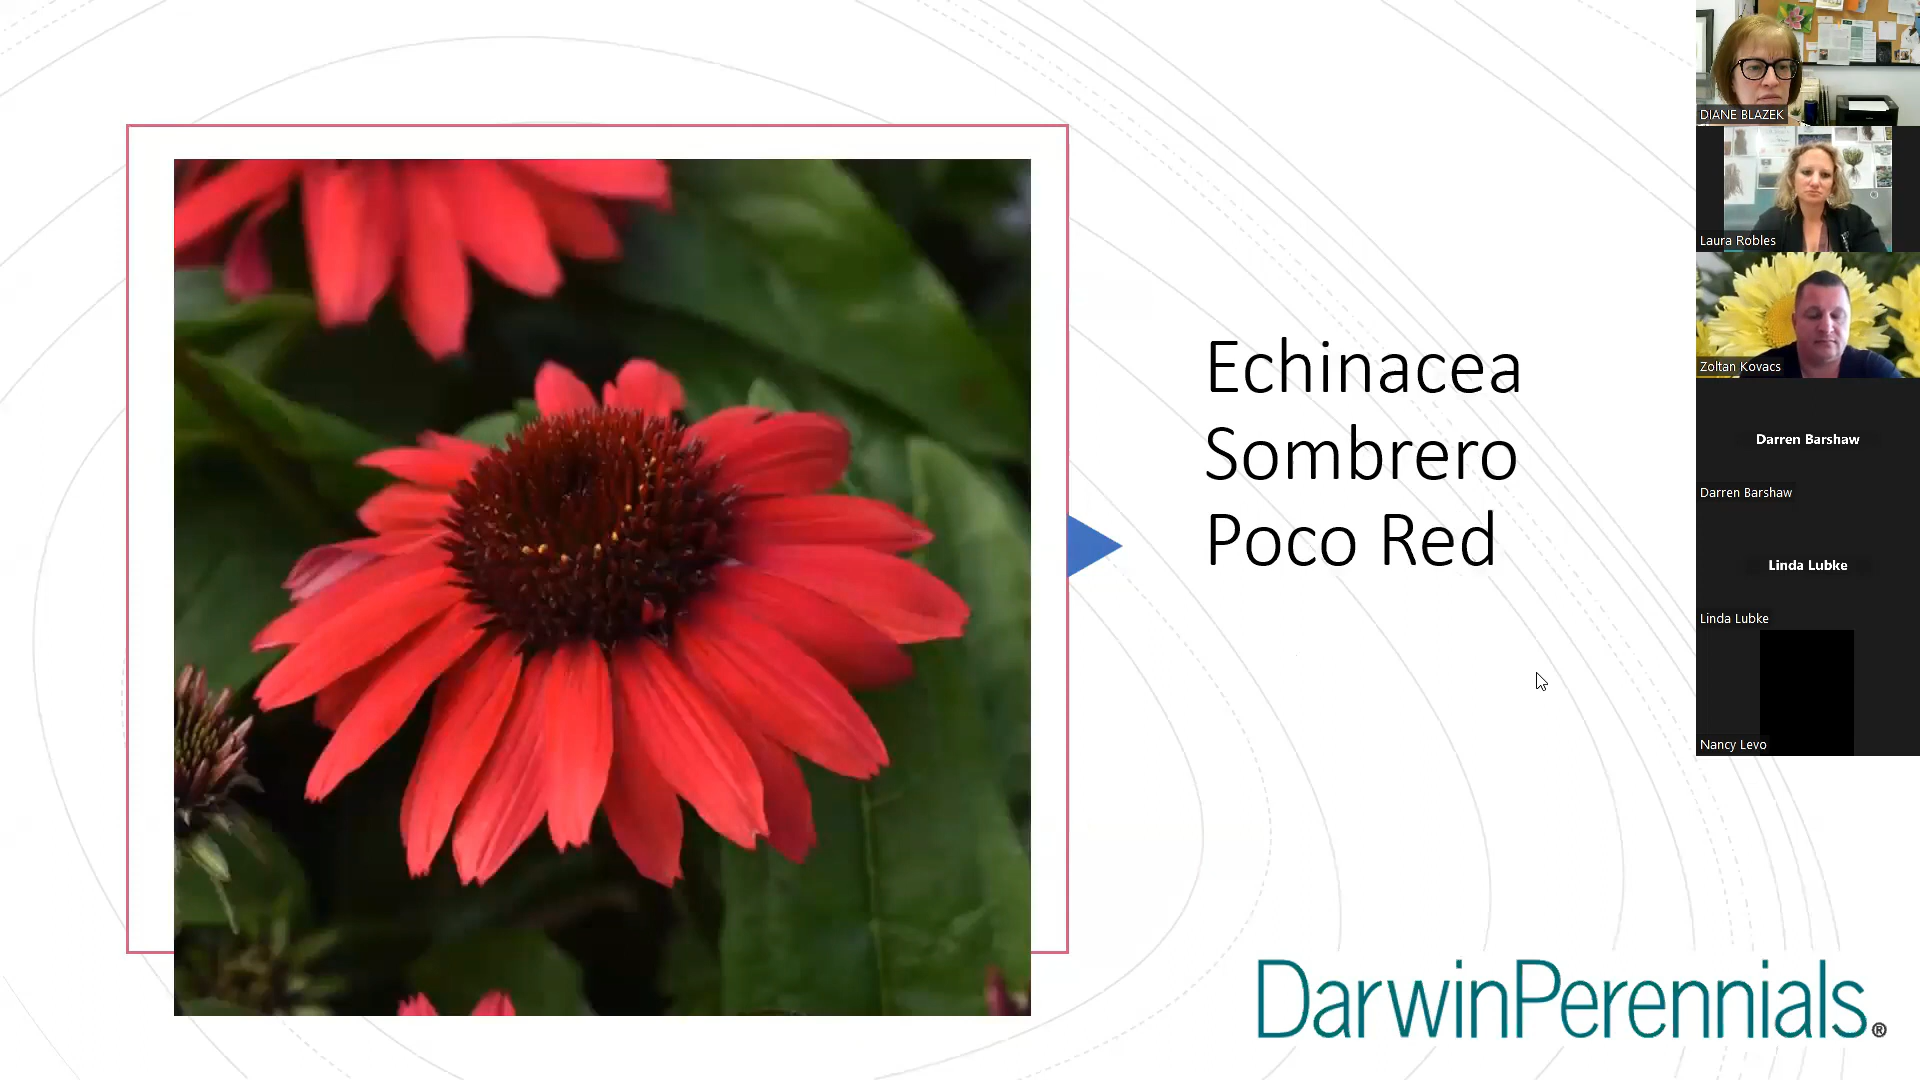 Echinacea
Sombrero
Poco Red
DarwinPerennials®
DIANE BLAZEK
Laura Robles
Zoltan Kovacs
Darren Barshaw
Darren Barshaw
Linda Lubke
Linda Lubke
Nancy Levo